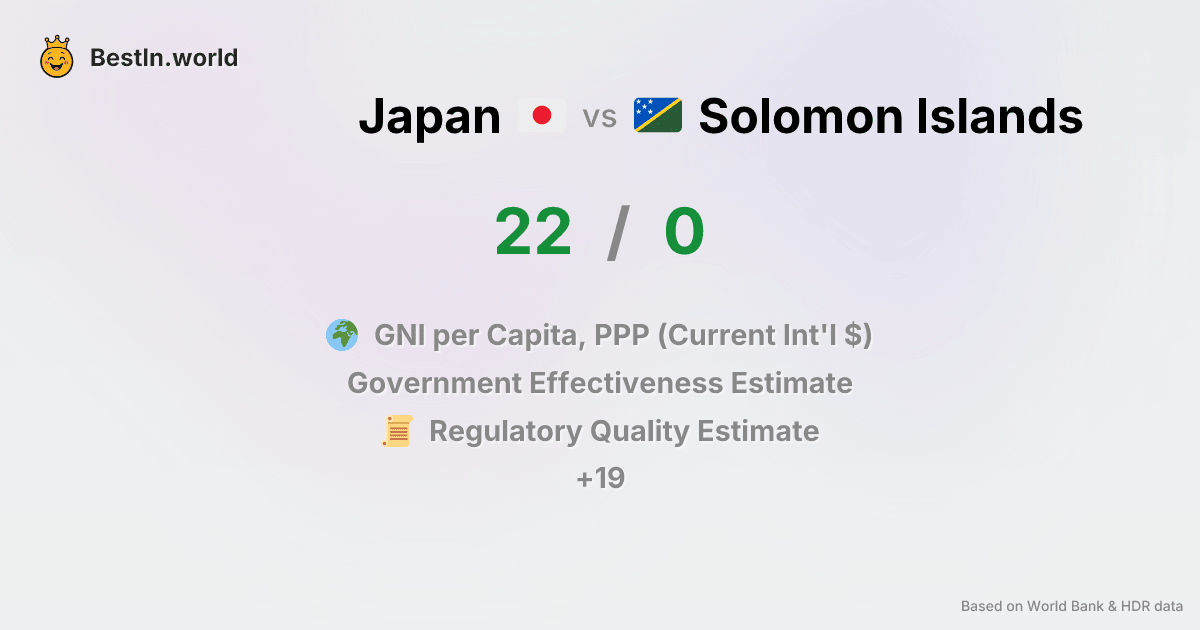 BestIn.world
Japan vs Solomon Islands
22 / 0
GNI per Capita, PPP (Current Int'l $)
Government Effectiveness Estimate
Regulatory Quality Estimate
+19
Based on World Bank & HDR data